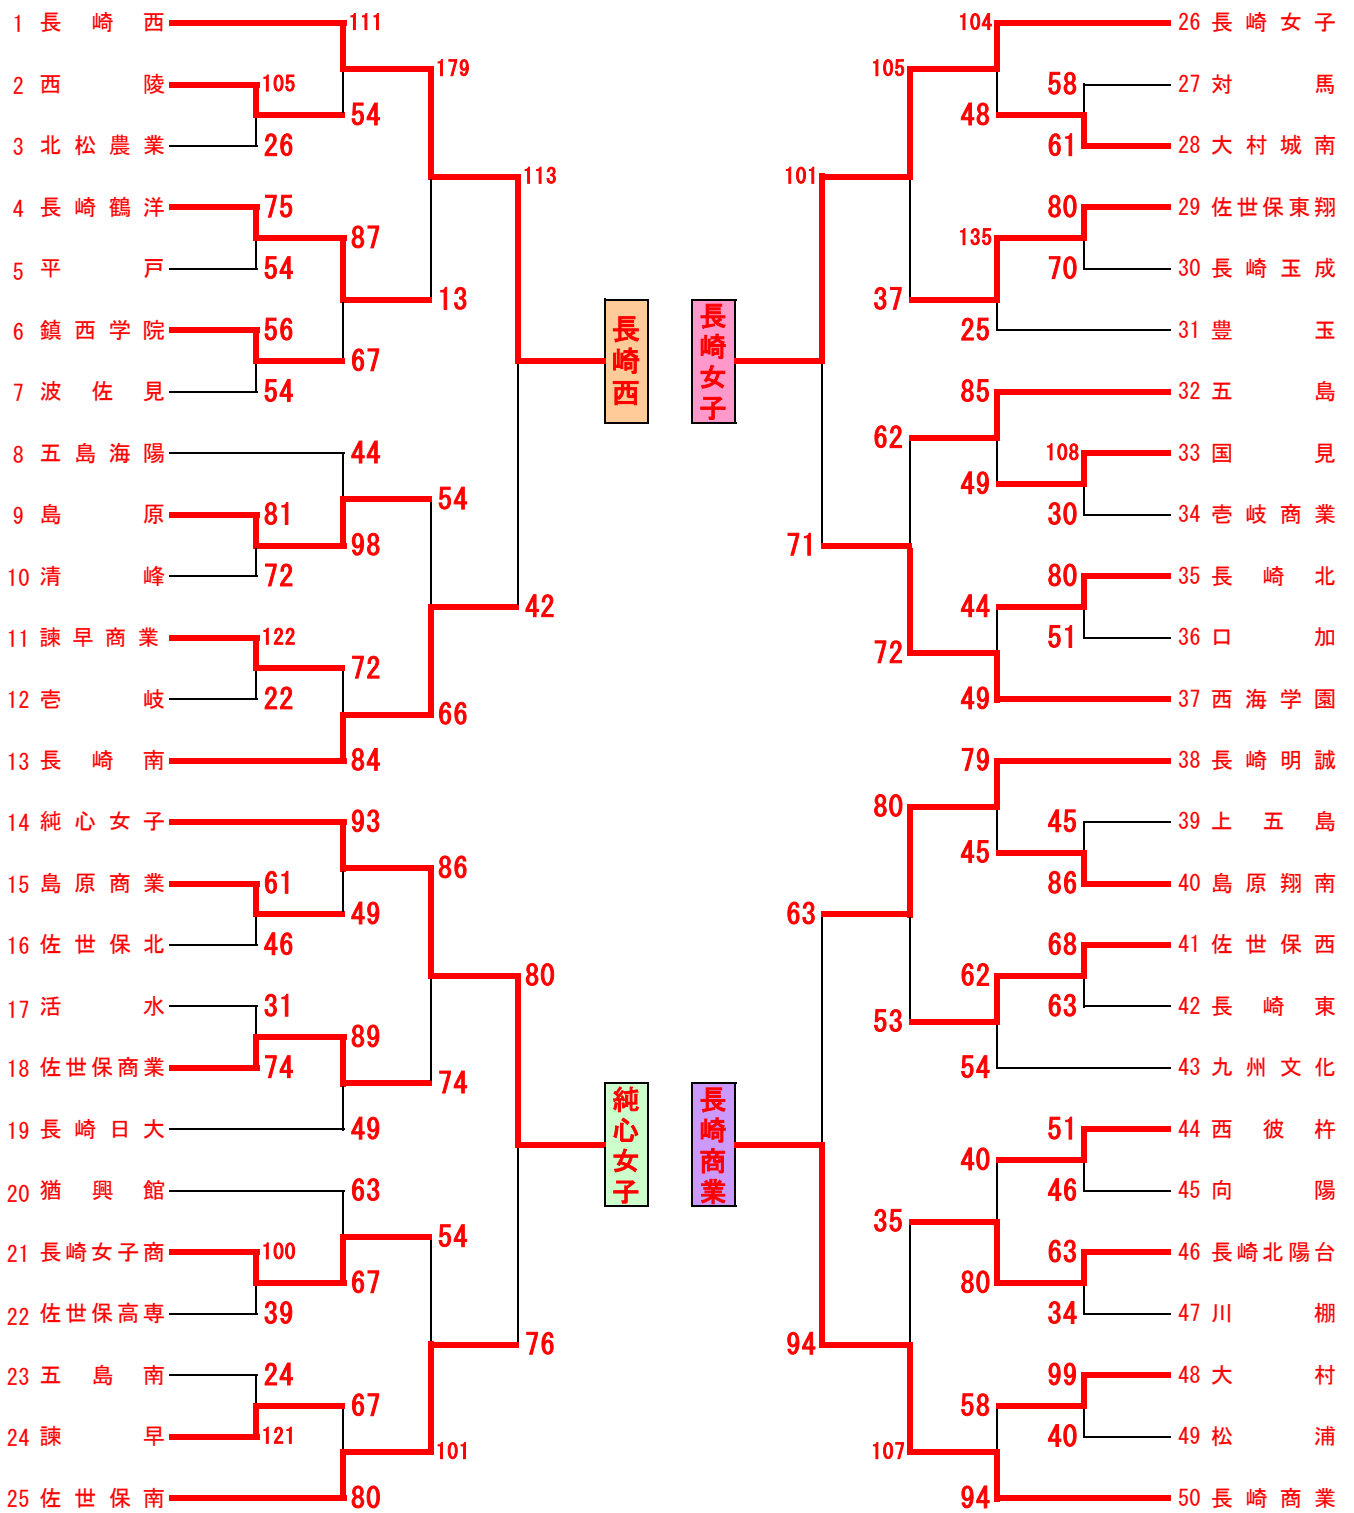 1 長崎西 111
179
2 西陵 105
54
3 北松農業 26
113
4 長崎鶴洋 75
87
5 平戸 54
13
6 鎮西学院 56
67
7 波佐見 54
長崎西
8 五島海陽 44
54
9 島原 81
98
10 清峰 72
42
11 諫早商業 122
72
12 壱岐 22
66
13 長崎南 84
14 純心女子 93
86
15 島原商業 61
49
16 佐世保北 46
80
17 活水 31
89
18 佐世保商業 74
74
19 長崎日大 49
純心女子
20 猶興館 63
54
21 長崎女子商 100
67
22 佐世保高専 39
76
23 五島南 24
67
24 諫早 121
101
25 佐世保南 80
104 26 長崎女子
105
58 27 対馬
48
61 28 大村城南
101
80 29 佐世保東翔
135
70 30 長崎玉成
37
25 31 豊玉
長崎女子
85 32 五島
62
108 33 国見
49
30 34 壱岐商業
71
80 35 長崎北
44
51 36 口加
72
49 37 西海学園
79 38 長崎明誠
80
45 39 上五島
45
86 40 島原翔南
63
68 41 佐世保西
62
63 42 長崎東
53
54 43 九州文化
長崎商業
51 44 西彼杵
40
46 45 向陽
35
63 46 長崎北陽台
80
34 47 川棚
94
99 48 大村
58
40 49 松浦
107
94 50 長崎商業